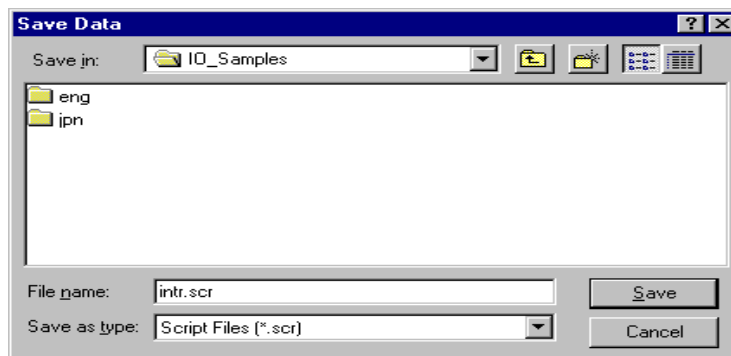 Save Data
Save in: IO_Samples
eng
jpn
File name: intr.scr Save
Save as type: Script Files (*.scr) Cancel